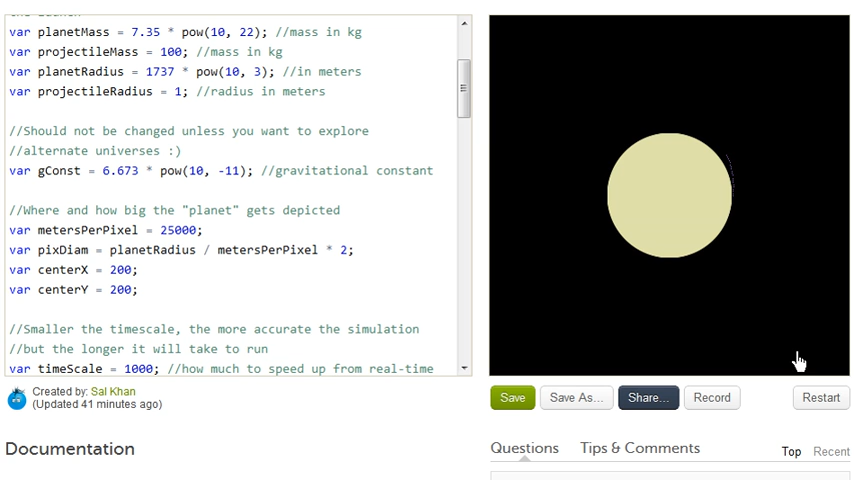 var planetMass = 7.35 * pow(10, 22); //mass in kg
var projectileMass = 100; //mass in kg
var planetRadius = 1737 * pow(10, 3); //in meters
var projectileRadius = 1; //radius in meters
//Should not be changed unless you want to explore
//alternate universes :)
var gConst = 6.673 * pow(10, -11); //gravitational constant
//Where and how big the "planet" gets depicted
var metersPerPixel = 25000;
var pixDiam = planetRadius / metersPerPixel * 2;
var centerX = 200;
var centerY = 200;
//Smaller the timescale, the more accurate the simulation
//but the longer it will take to run
var timeScale = 1000; //how much to speed up from real-time
Created by: Sal Khan
(Updated 41 minutes ago)
Save
Save As...
Share...
Record
Restart
Documentation
Questions
Tips & Comments
Top
Recent